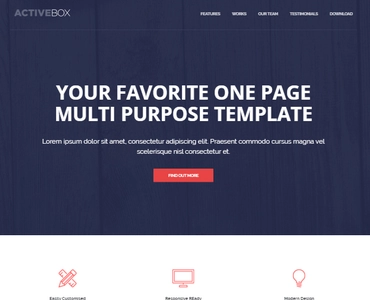 ACTIVEBOX
FEATURES WORKS OUR TEAM TESTIMONIALS DOWNLOAD
YOUR FAVORITE ONE PAGE
MULTI PURPOSE TEMPLATE
Lorem ipsum dolor sit amet, consectetur adipiscing elit. Praesent commodo cursus magna vel
scelerisque nisl consectetur et.
FIND OUT MORE
Easily Customised Responsive REady Modern Design